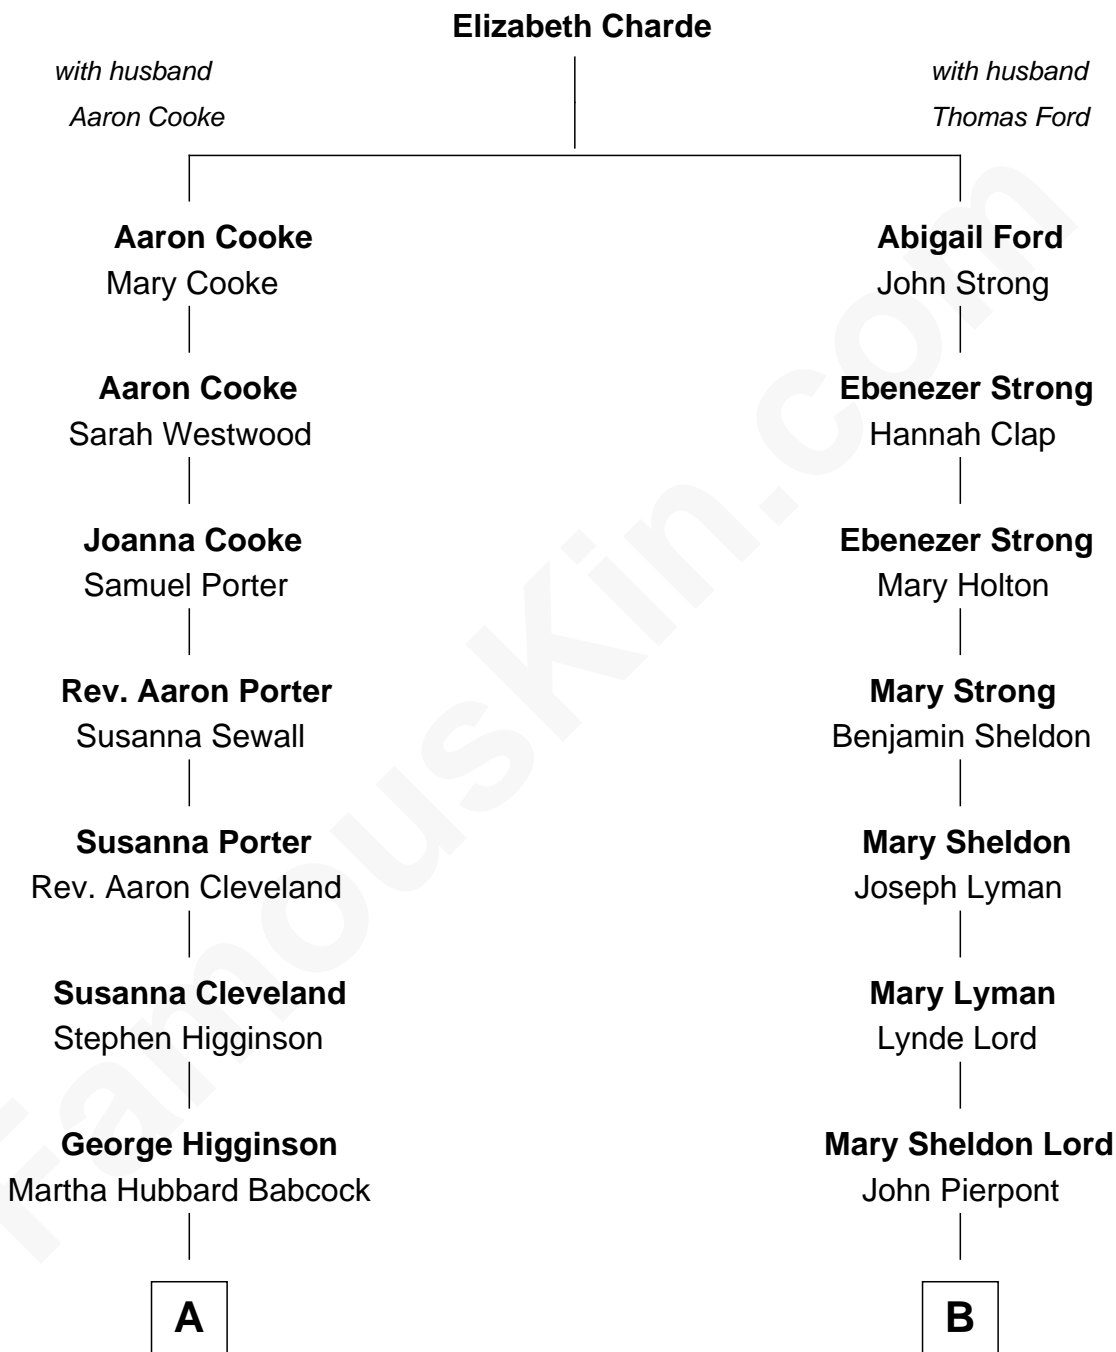 Elizabeth Charde
with husband
Aaron Cooke
with husband
Thomas Ford
Aaron Cooke
Mary Cooke
Aaron Cooke
Sarah Westwood
Joanna Cooke
Samuel Porter
Rev. Aaron Porter
Susanna Sewall
Susanna Porter
Rev. Aaron Cleveland
Susanna Cleveland
Stephen Higginson
George Higginson
Martha Hubbard Babcock
A
Abigail Ford
John Strong
Ebenezer Strong
Hannah Clap
Ebenezer Strong
Mary Holton
Mary Strong
Benjamin Sheldon
Mary Sheldon
Joseph Lyman
Mary Lyman
Lynde Lord
Mary Sheldon Lord
John Pierpont
B
FamousKin.com